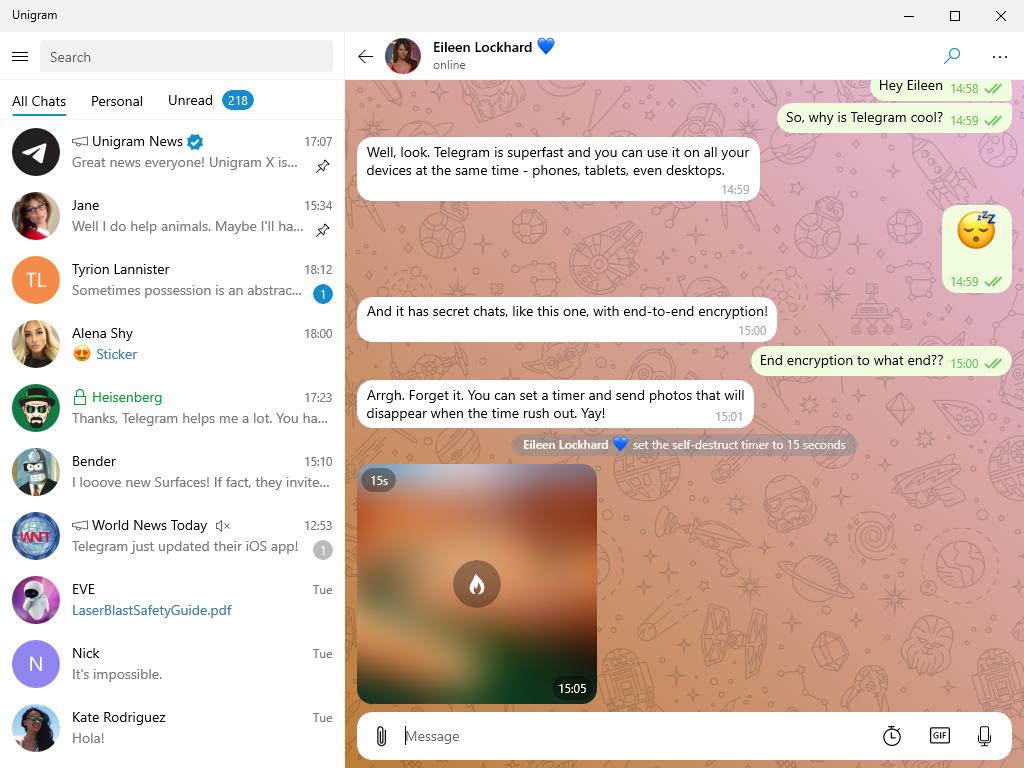 Unigram
Search
All Chats
Personal
Unread 218
Unigram News 17:07
Great news everyone! Unigram X is...
Jane 15:34
Well I do help animals. Maybe I'll ha...
TL
Tyrion Lannister 18:12
Sometimes possession is an abstrac... 1
Alena Shy 18:00
😍 Sticker
Heisenberg 17:23
Thanks, Telegram helps me a lot. You ha...
Bender 15:10
I looove new Surfaces! If fact, they invite...
WNT
World News Today 12:53
Telegram just updated their iOS app! 1
EVE Tue
LaserBlastSafetyGuide.pdf
N
Nick Tue
It's impossible.
Kate Rodriguez Tue
Hola!
Eileen Lockhard 💙
online
Hey Eileen 14:58
So, why is Telegram cool? 14:59
Well, look. Telegram is superfast and you can use it on all your
devices at the same time - phones, tablets, even desktops.
14:59
😴
14:59
And it has secret chats, like this one, with end-to-end encryption!
15:00
End encryption to what end?? 15:00
Arrgh. Forget it. You can set a timer and send photos that will
disappear when the time rush out. Yay! 15:01
Eileen Lockhard 💙 set the self-destruct timer to 15 seconds
15s
15:05
Message
GIF